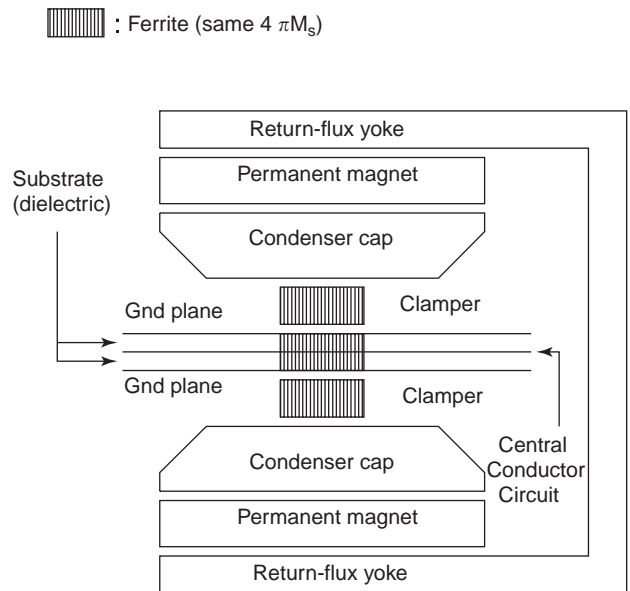 : Ferrite (same 4 πMs)
Return-flux yoke
Permanent magnet
Substrate
(dielectric)
Condenser cap
Gnd plane
Clamper
Gnd plane
Clamper
Central
Conductor
Circuit
Condenser cap
Permanent magnet
Return-flux yoke